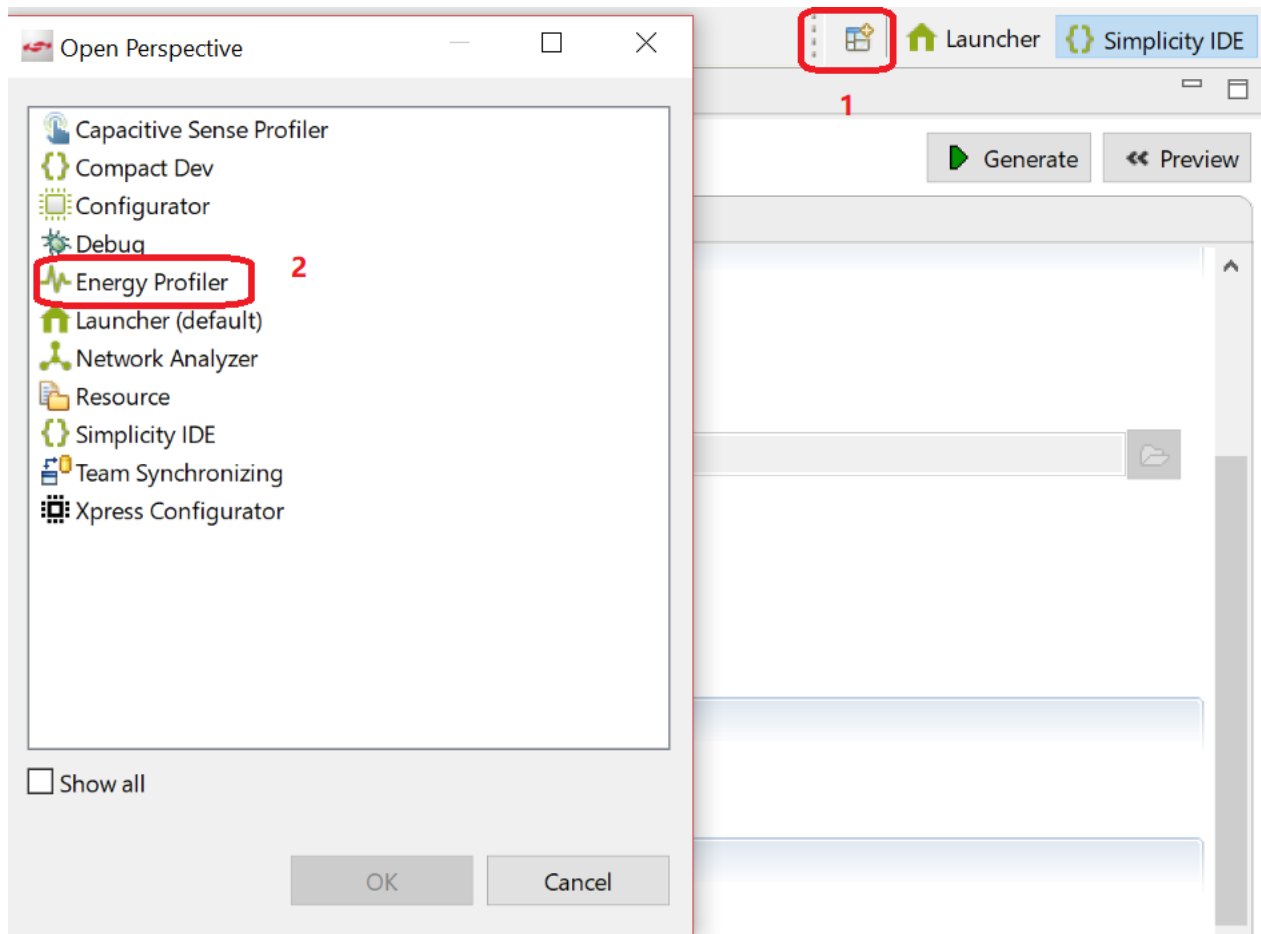 Open Perspective
Launcher
Simplicity IDE
1
Generate
Preview
Capacitive Sense Profiler
Compact Dev
Configurator
Debug
Energy Profiler
2
Launcher (default)
Network Analyzer
Resource
Simplicity IDE
Team Synchronizing
Xpress Configurator
Show all
OK
Cancel